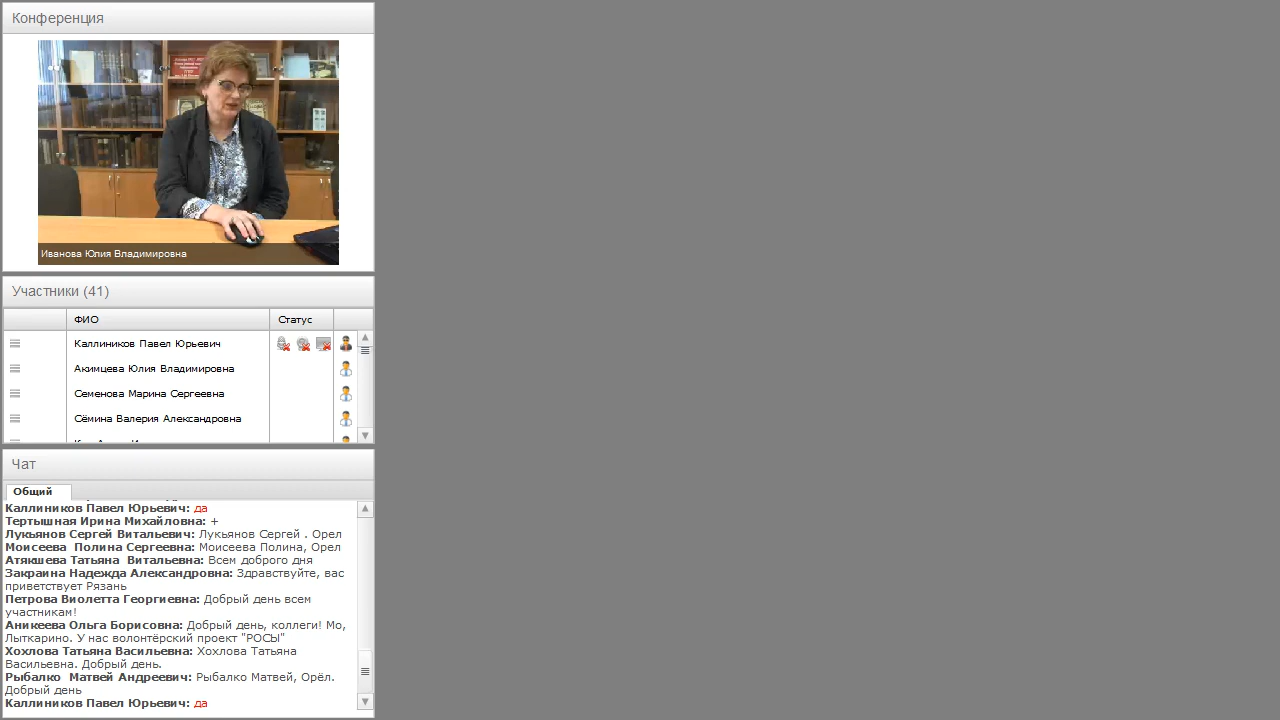 Конференция
Иванова Юлия Владимировна
Участники (41)
ФИО
Статус
Каллиников Павел Юрьевич
Акимцева Юлия Владимировна
Семенова Марина Сергеевна
Сёмина Валерия Александровна
Чат
Общий
Каллиников Павел Юрьевич: да
Тертышная Ирина Михайловна: +
Лукьянов Сергей Витальевич: Лукьянов Сергей . Орел
Моисеева Полина Сергеевна: Моисеева Полина, Орел
Атякшева Татьяна Витальевна: Всем доброго дня
Закраина Надежда Александровна: Здравствуйте, вас
приветствует Рязань
Петрова Виолетта Георгиевна: Добрый день всем
участникам!
Аникеева Ольга Борисовна: Добрый день, коллеги! Мо,
Лыткарино. У нас волонтёрский проект "РОСЫ"
Хохлова Татьяна Васильевна: Хохлова Татьяна
Васильевна. Добрый день.
Рыбалко Матвей Андреевич: Рыбалко Матвей, Орёл.
Добрый день
Каллиников Павел Юрьевич: да